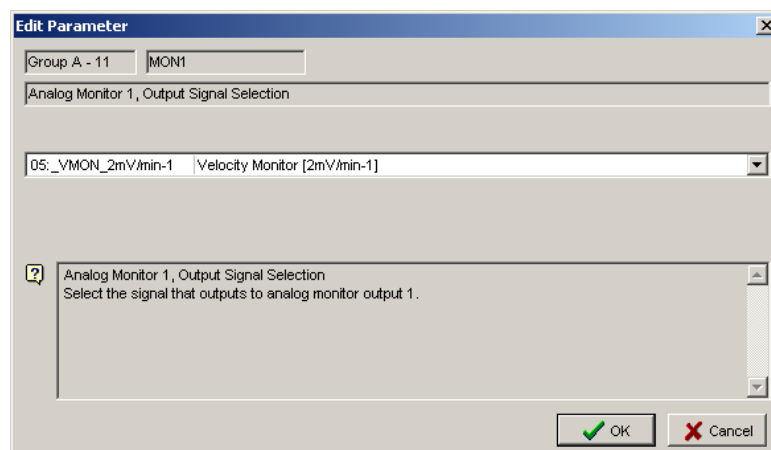 Edit Parameter
Group A - 11 MON1
Analog Monitor 1, Output Signal Selection
05:_VMON_2mV/min-1 Velocity Monitor [2mV/min-1]
Analog Monitor 1, Output Signal Selection
Select the signal that outputs to analog monitor output 1.
OK Cancel